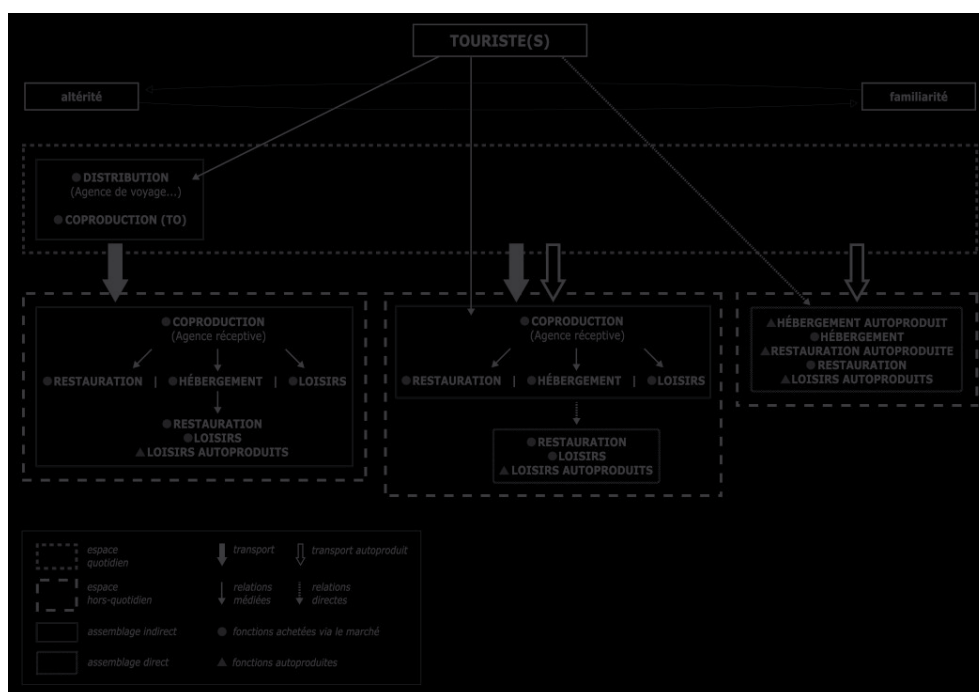 TOURISTE(S)
altérité
familiarité
DISTRIBUTION
(Agence de voyage...)
COPRODUCTION (TO)
COPRODUCTION
(Agence réceptive)
RESTAURATION | HÉBERGEMENT | LOISIRS
RESTAURATION
LOISIRS
LOISIRS AUTOPRODUITS
COPRODUCTION
(Agence réceptive)
RESTAURATION | HÉBERGEMENT | LOISIRS
RESTAURATION
LOISIRS
LOISIRS AUTOPRODUITS
HÉBERGEMENT AUTOPRODUIT
HÉBERGEMENT
RESTAURATION AUTOPRODUITE
RESTAURATION
LOISIRS AUTOPRODUITS
espace
quotidien
transport
transport autoproduit
espace
hors-quotidien
relations
médiées
relations
directes
assemblage indirect
fonctions achetées via le marché
assemblage direct
fonctions autoproduites